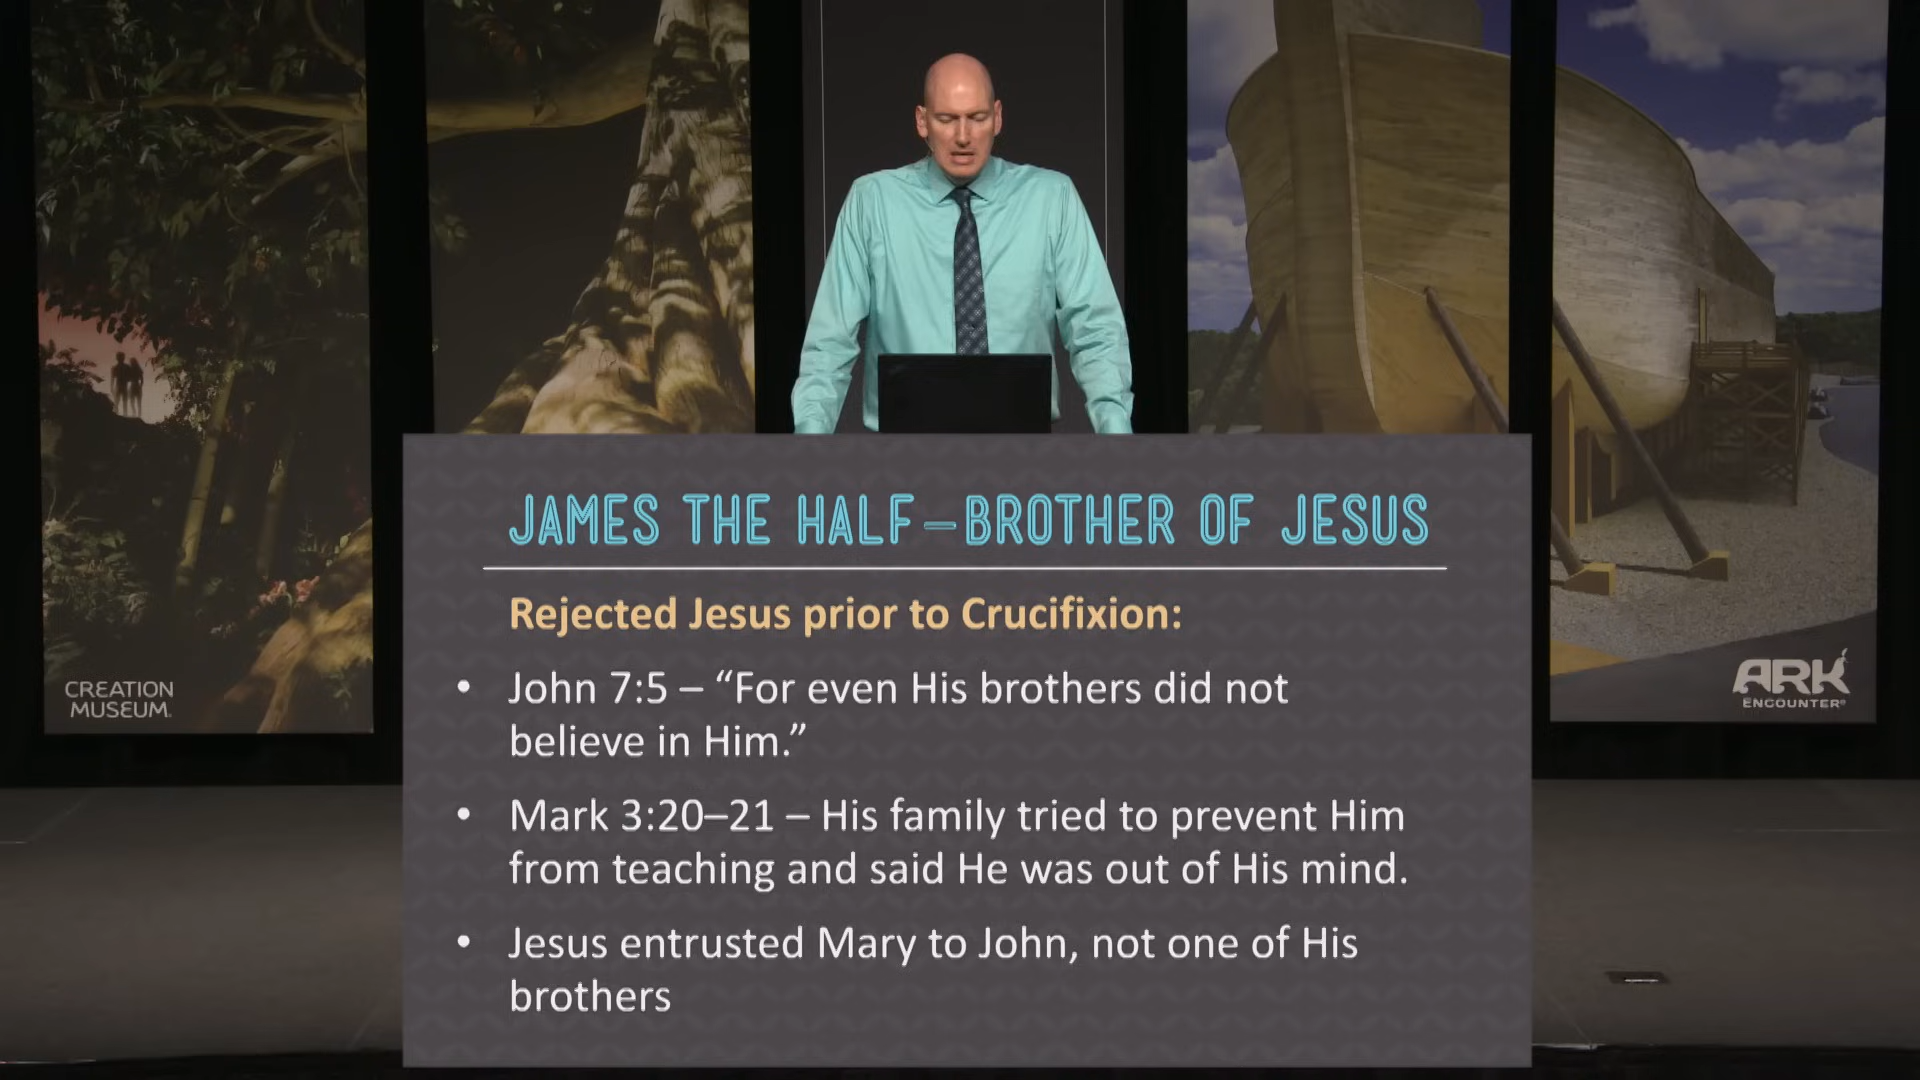 JAMES THE HALF–BROTHER OF JESUS
Rejected Jesus prior to Crucifixion:
• John 7:5 – “For even His brothers did not
believe in Him.”
• Mark 3:20–21 – His family tried to prevent Him
from teaching and said He was out of His mind.
• Jesus entrusted Mary to John, not one of His
brothers
CREATION
MUSEUM
ARK
ENCOUNTER